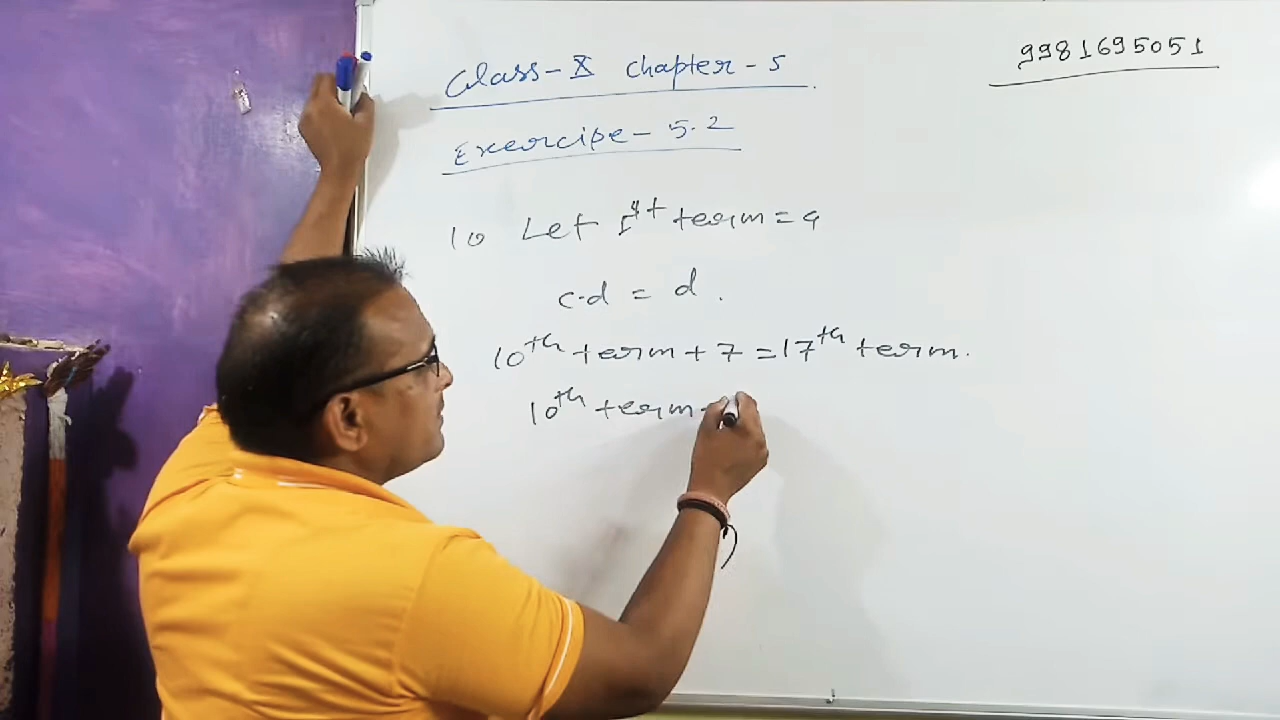 Class-X chapter-5
9981695051
Exercise-5.2
10 Let 1st term = a
c.d = d.
10th term + 7 = 17th term.
10th term